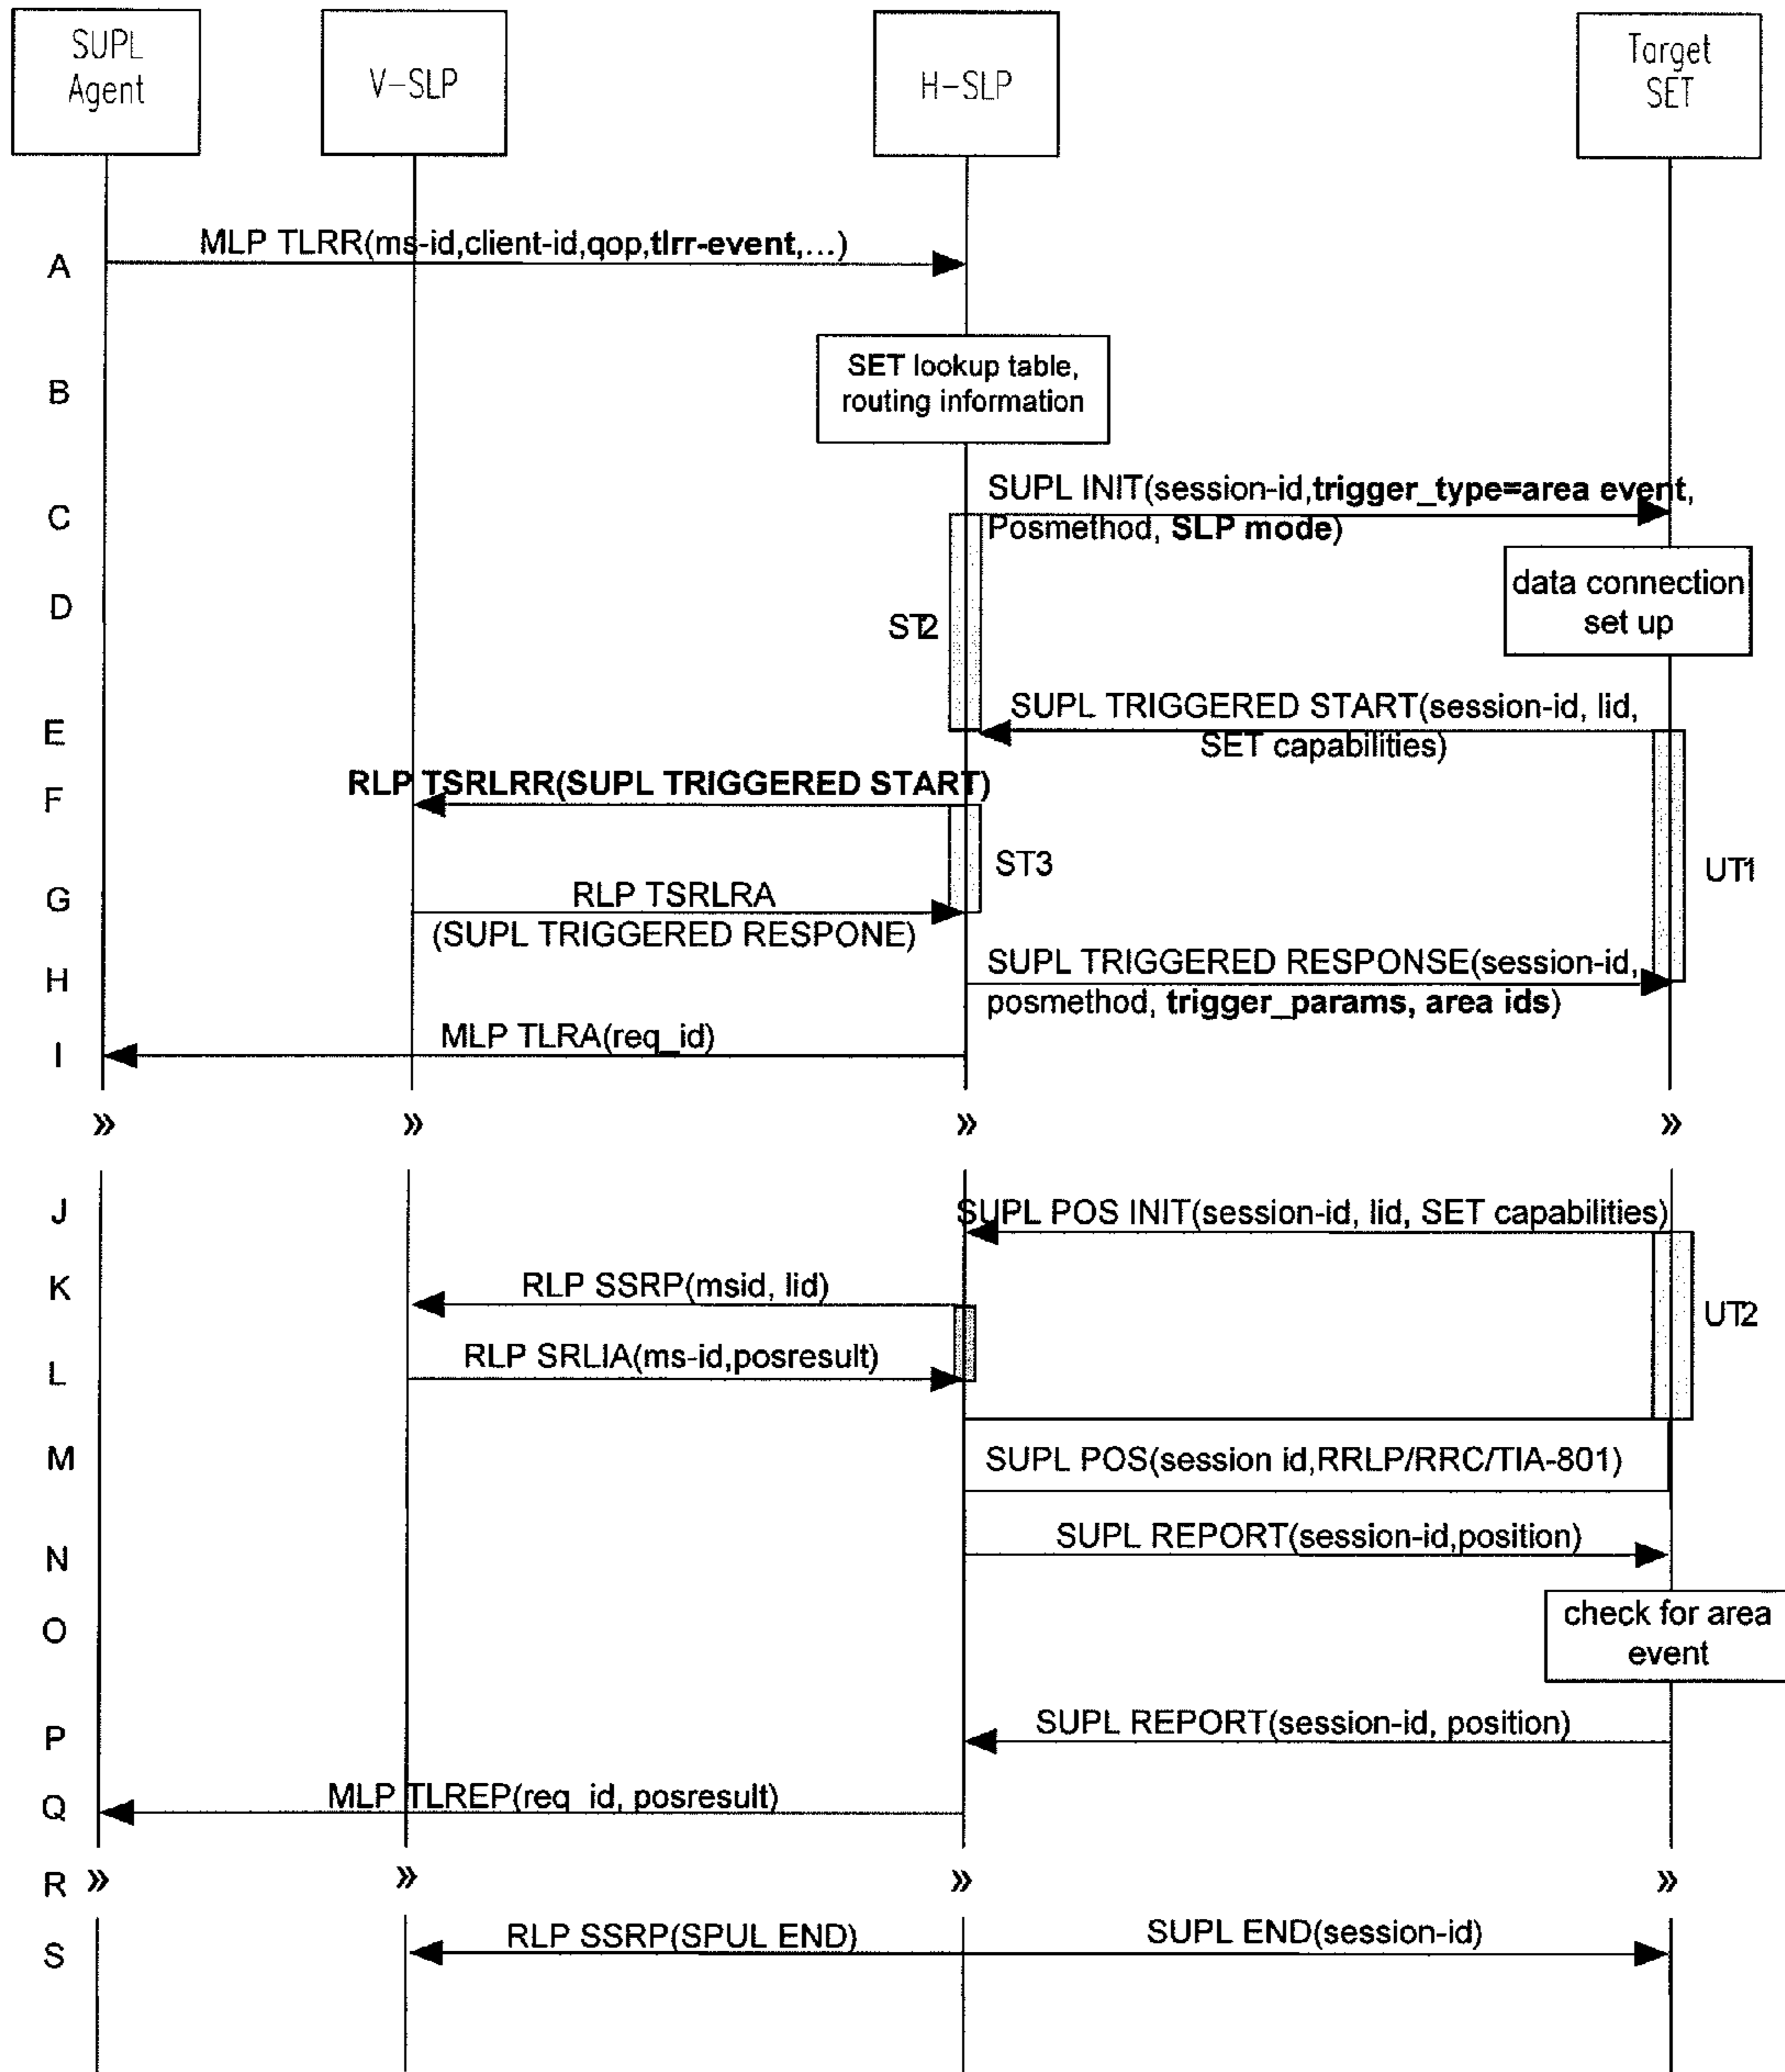 SUPL
Agent
V-SLP
H-SLP
Target
SET
A
MLP TLRR(ms-id,client-id,qop,tlrr-event,...)
B
SET lookup table,
routing information
C
SUPL INIT(session-id,trigger_type=area event,
Posmethod, SLP mode)
D
data connection
set up
ST2
E
SUPL TRIGGERED START(session-id, lid,
SET capabilities)
F
RLP TSRLRR(SUPL TRIGGERED START)
ST3
UT1
G
RLP TSRLRA
(SUPL TRIGGERED RESPONE)
H
SUPL TRIGGERED RESPONSE(session-id,
posmethod, trigger_params, area ids)
I
MLP TLRA(req_id)
»
»
»
»
J
SUPL POS INIT(session-id, lid, SET capabilities)
K
RLP SSRP(msid, lid)
UT2
L
RLP SRLIA(ms-id,posresult)
M
SUPL POS(session id,RRLP/RRC/TIA-801)
N
SUPL REPORT(session-id,position)
O
check for area
event
P
SUPL REPORT(session-id, position)
Q
MLP TLREP(req_id, posresult)
R »
»
»
»
S
RLP SSRP(SPUL END)
SUPL END(session-id)